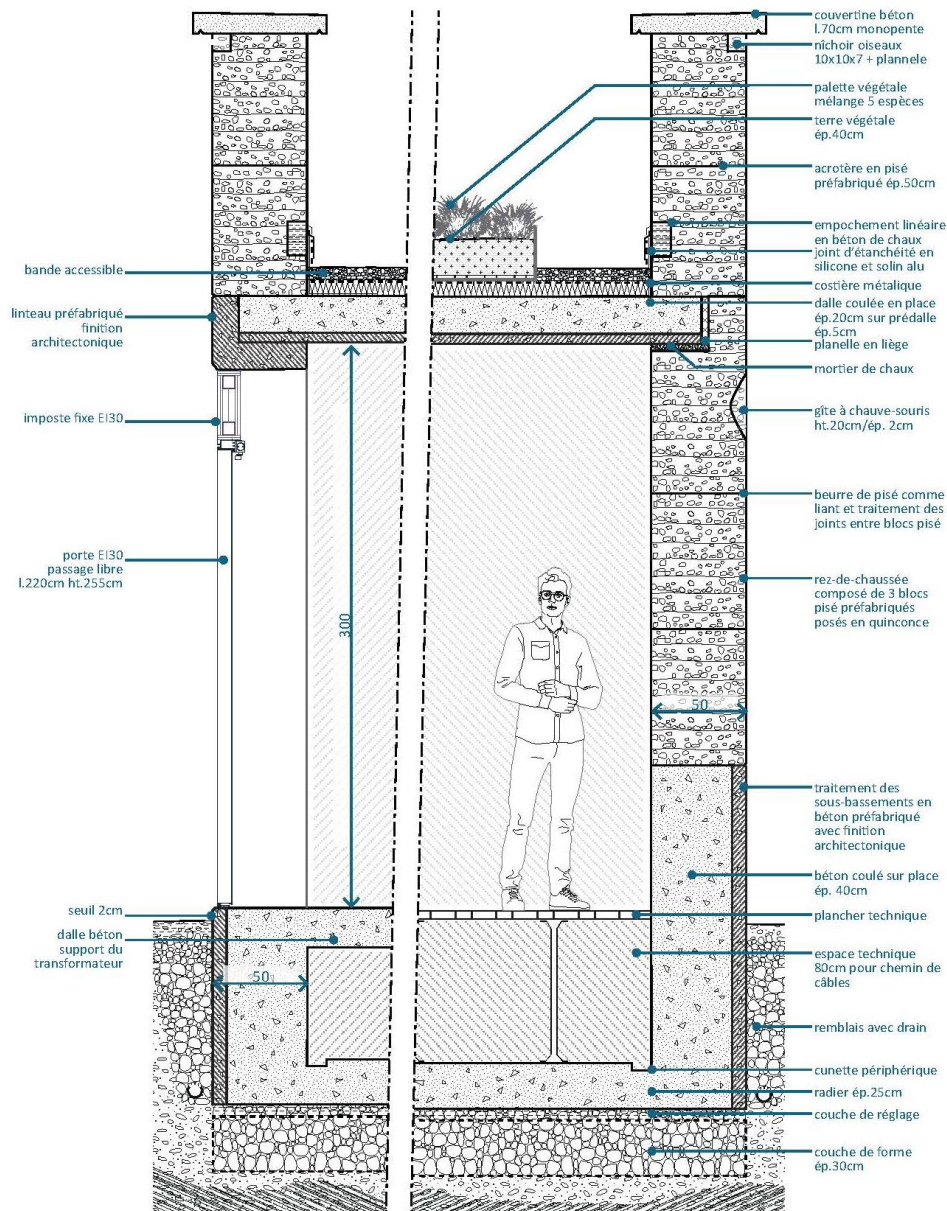 couvertine béton
l.70cm monopente
nîchoir oiseaux
10x10x7 + plannele
palette végétale
mélange 5 espèces
terre végétale
ép.40cm
acrotère en pisé
préfabriqué ép.50cm
empochement linéaire
en béton de chaux
joint d'étanchéité en
silicone et solin alu
costière métalique
dalle coulée en place
ép.20cm sur prédalle
ép.5cm
planelle en liège
mortier de chaux
gîte à chauve-souris
ht.20cm/ép. 2cm
beurre de pisé comme
liant et traitement des
joints entre blocs pisé
rez-de-chaussée
composé de 3 blocs
pisé préfabriqués
posés en quinconce
traitement des
sous-bassements en
béton préfabriqué
avec finition
architectonique
béton coulé sur place
ép. 40cm
plancher technique
espace technique
80cm pour chemin de
câbles
remblais avec drain
cunette périphérique
radier ép.25cm
couche de réglage
couche de forme
ép.30cm
bande accessible
linteau préfabriqué
finition
architectonique
imposte fixe EI30
porte EI30
passage libre
l.220cm ht.255cm
seuil 2cm
dalle béton
support du
transformateur
300
50
50